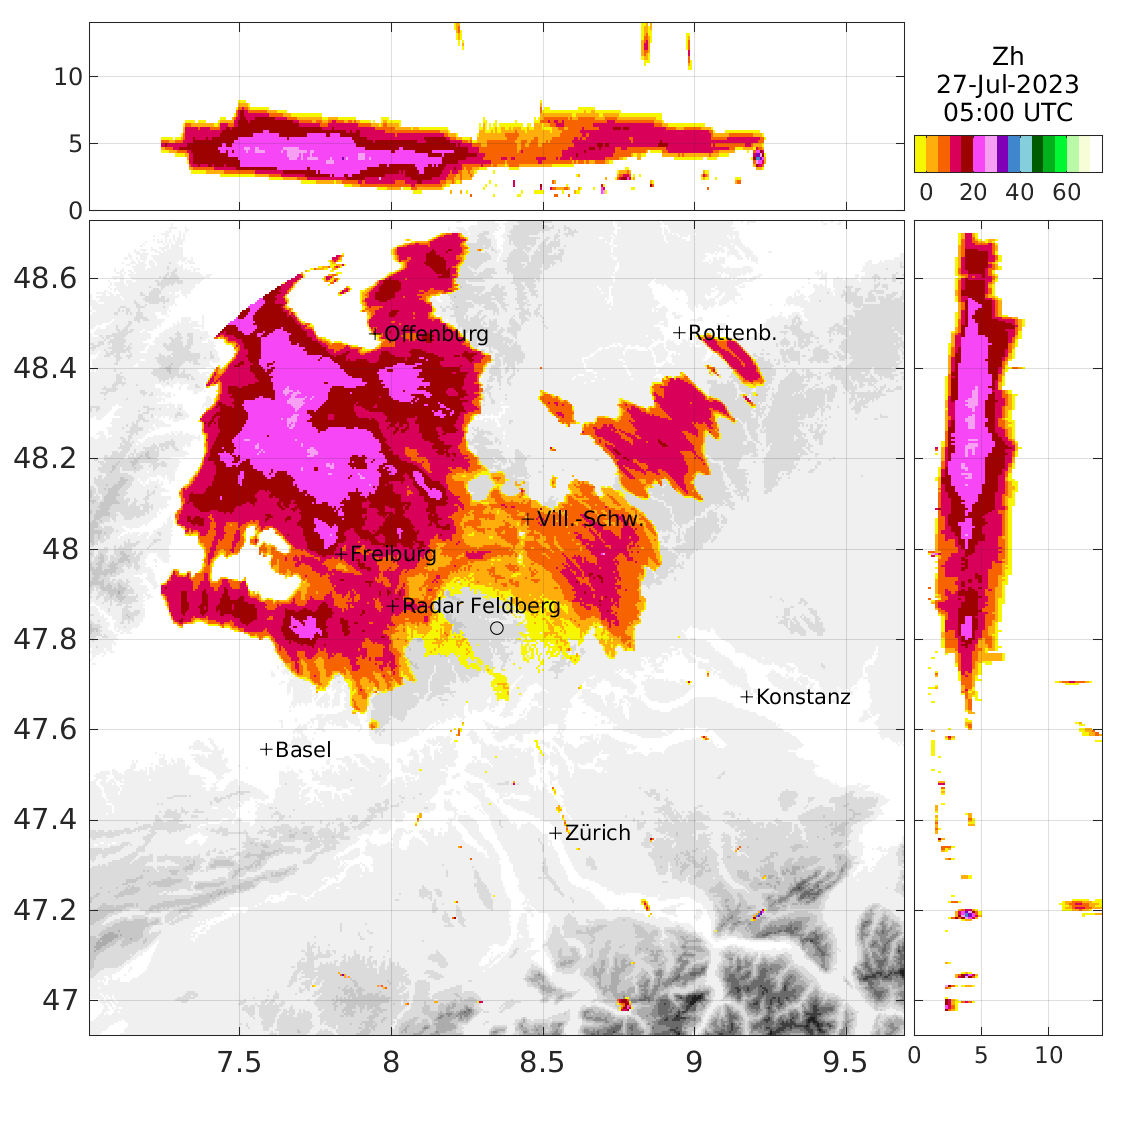 10
5
0
Zh
27-Jul-2023
05:00 UTC
0 20 40 60
48.6
48.4
48.2
48
47.8
47.6
47.4
47.2
47
+Offenburg
+Rottenb.
+Vill.-Schw.
+Freiburg
+Radar Feldberg
+Konstanz
+Basel
+Zürich
7.5 8 8.5 9 9.5
0 5 10